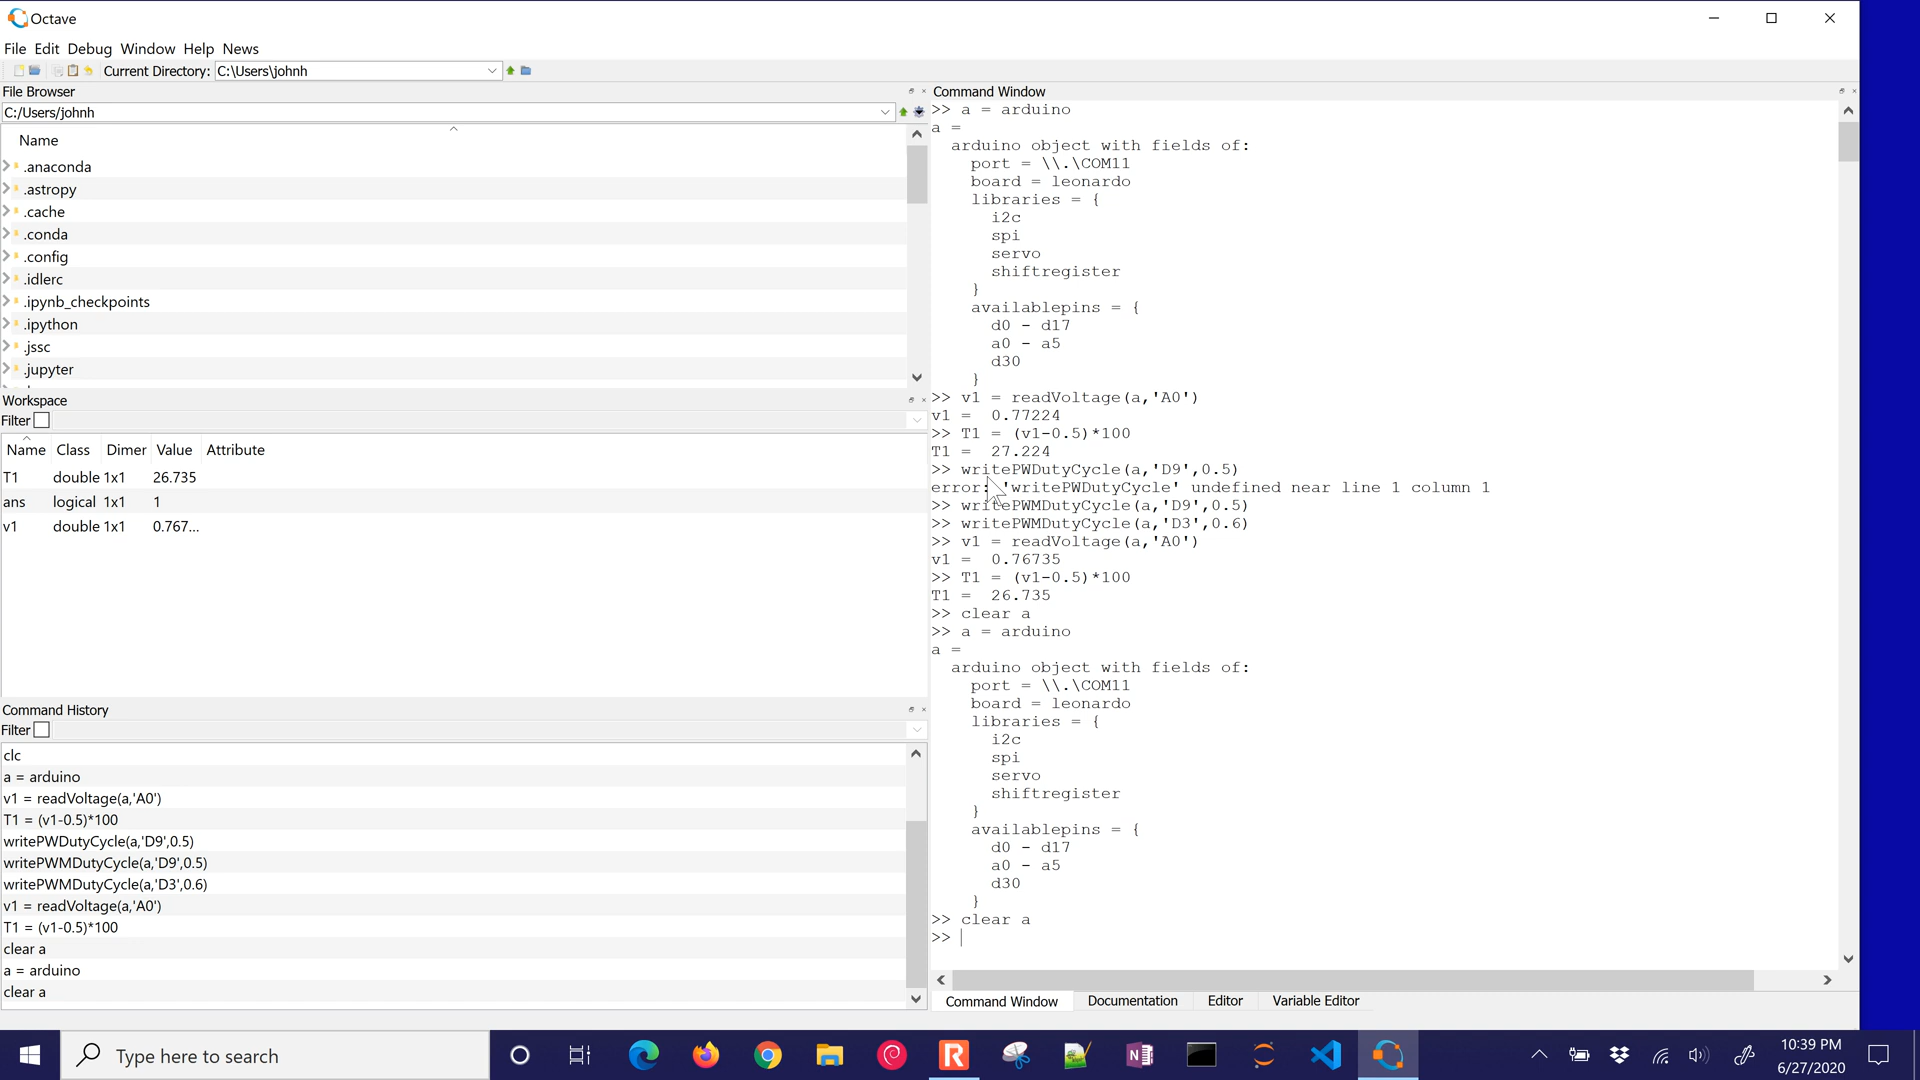 Octave
File Edit Debug Window Help News
Current Directory: C:\Users\johnh
File Browser
C:/Users/johnh
Name
.anaconda
.astropy
.cache
.conda
.config
.idlerc
.ipynb_checkpoints
.ipython
.jssc
.jupyter
Workspace
Filter
Name Class Dimer Value Attribute
T1 double 1x1 26.735
ans logical 1x1 1
v1 double 1x1 0.767...
Command History
Filter
clc
a = arduino
v1 = readVoltage(a,'A0')
T1 = (v1-0.5)*100
writePWDutyCycle(a,'D9',0.5)
writePWMDutyCycle(a,'D9',0.5)
writePWMDutyCycle(a,'D3',0.6)
v1 = readVoltage(a,'A0')
T1 = (v1-0.5)*100
clear a
a = arduino
clear a
Command Window
>> a = arduino
a =
arduino object with fields of:
port = \\.\COM11
board = leonardo
libraries = {
i2c
spi
servo
shiftregister
}
availablepins = {
d0 - d17
a0 - a5
d30
}
>> v1 = readVoltage(a,'A0')
v1 = 0.77224
>> T1 = (v1-0.5)*100
T1 = 27.224
>> writePWDutyCycle(a,'D9',0.5)
error: 'writePWDutyCycle' undefined near line 1 column 1
>> writePWMDutyCycle(a,'D9',0.5)
>> writePWMDutyCycle(a,'D3',0.6)
>> v1 = readVoltage(a,'A0')
v1 = 0.76735
>> T1 = (v1-0.5)*100
T1 = 26.735
>> clear a
>> a = arduino
a =
arduino object with fields of:
port = \\.\COM11
board = leonardo
libraries = {
i2c
spi
servo
shiftregister
}
availablepins = {
d0 - d17
a0 - a5
d30
}
>> clear a
>>
Command Window Documentation Editor Variable Editor
Type here to search
10:39 PM
6/27/2020